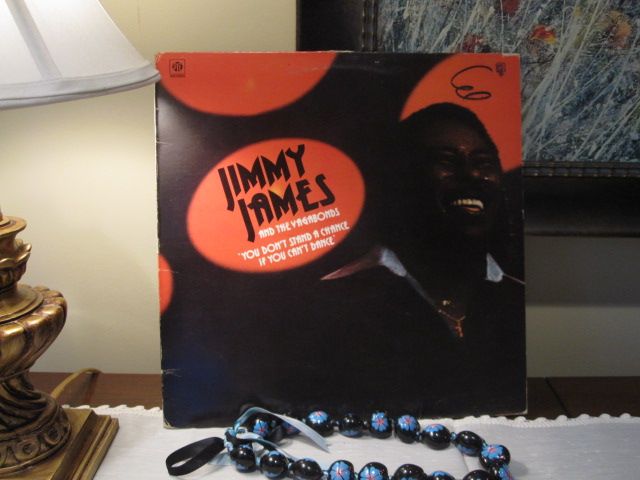 JIMMY
JAMES
AND THE VAGABONDS
"YOU DON'T STAND A CHANCE
IF YOU CAN'T DANCE"